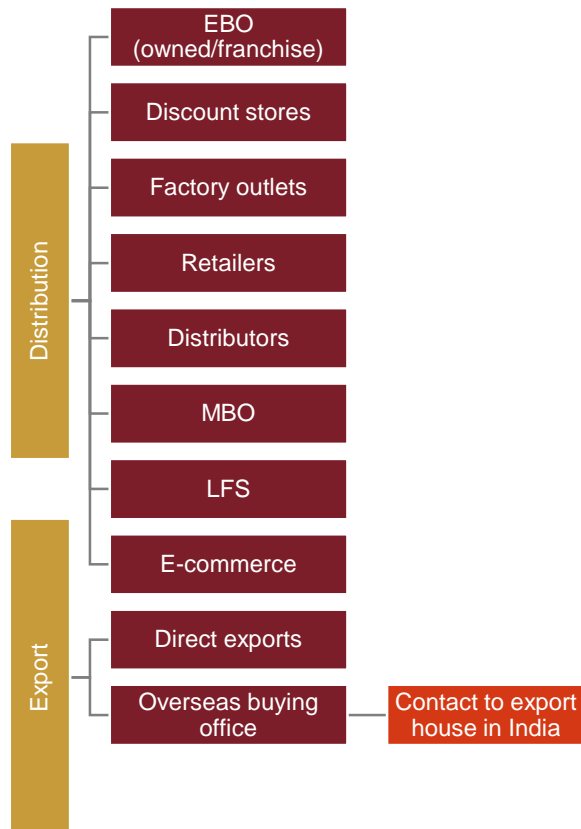 Distribution
EBO
(owned/franchise)
Discount stores
Factory outlets
Retailers
Distributors
MBO
LFS
E-commerce
Export
Direct exports
Overseas buying
office
Contact to export
house in India